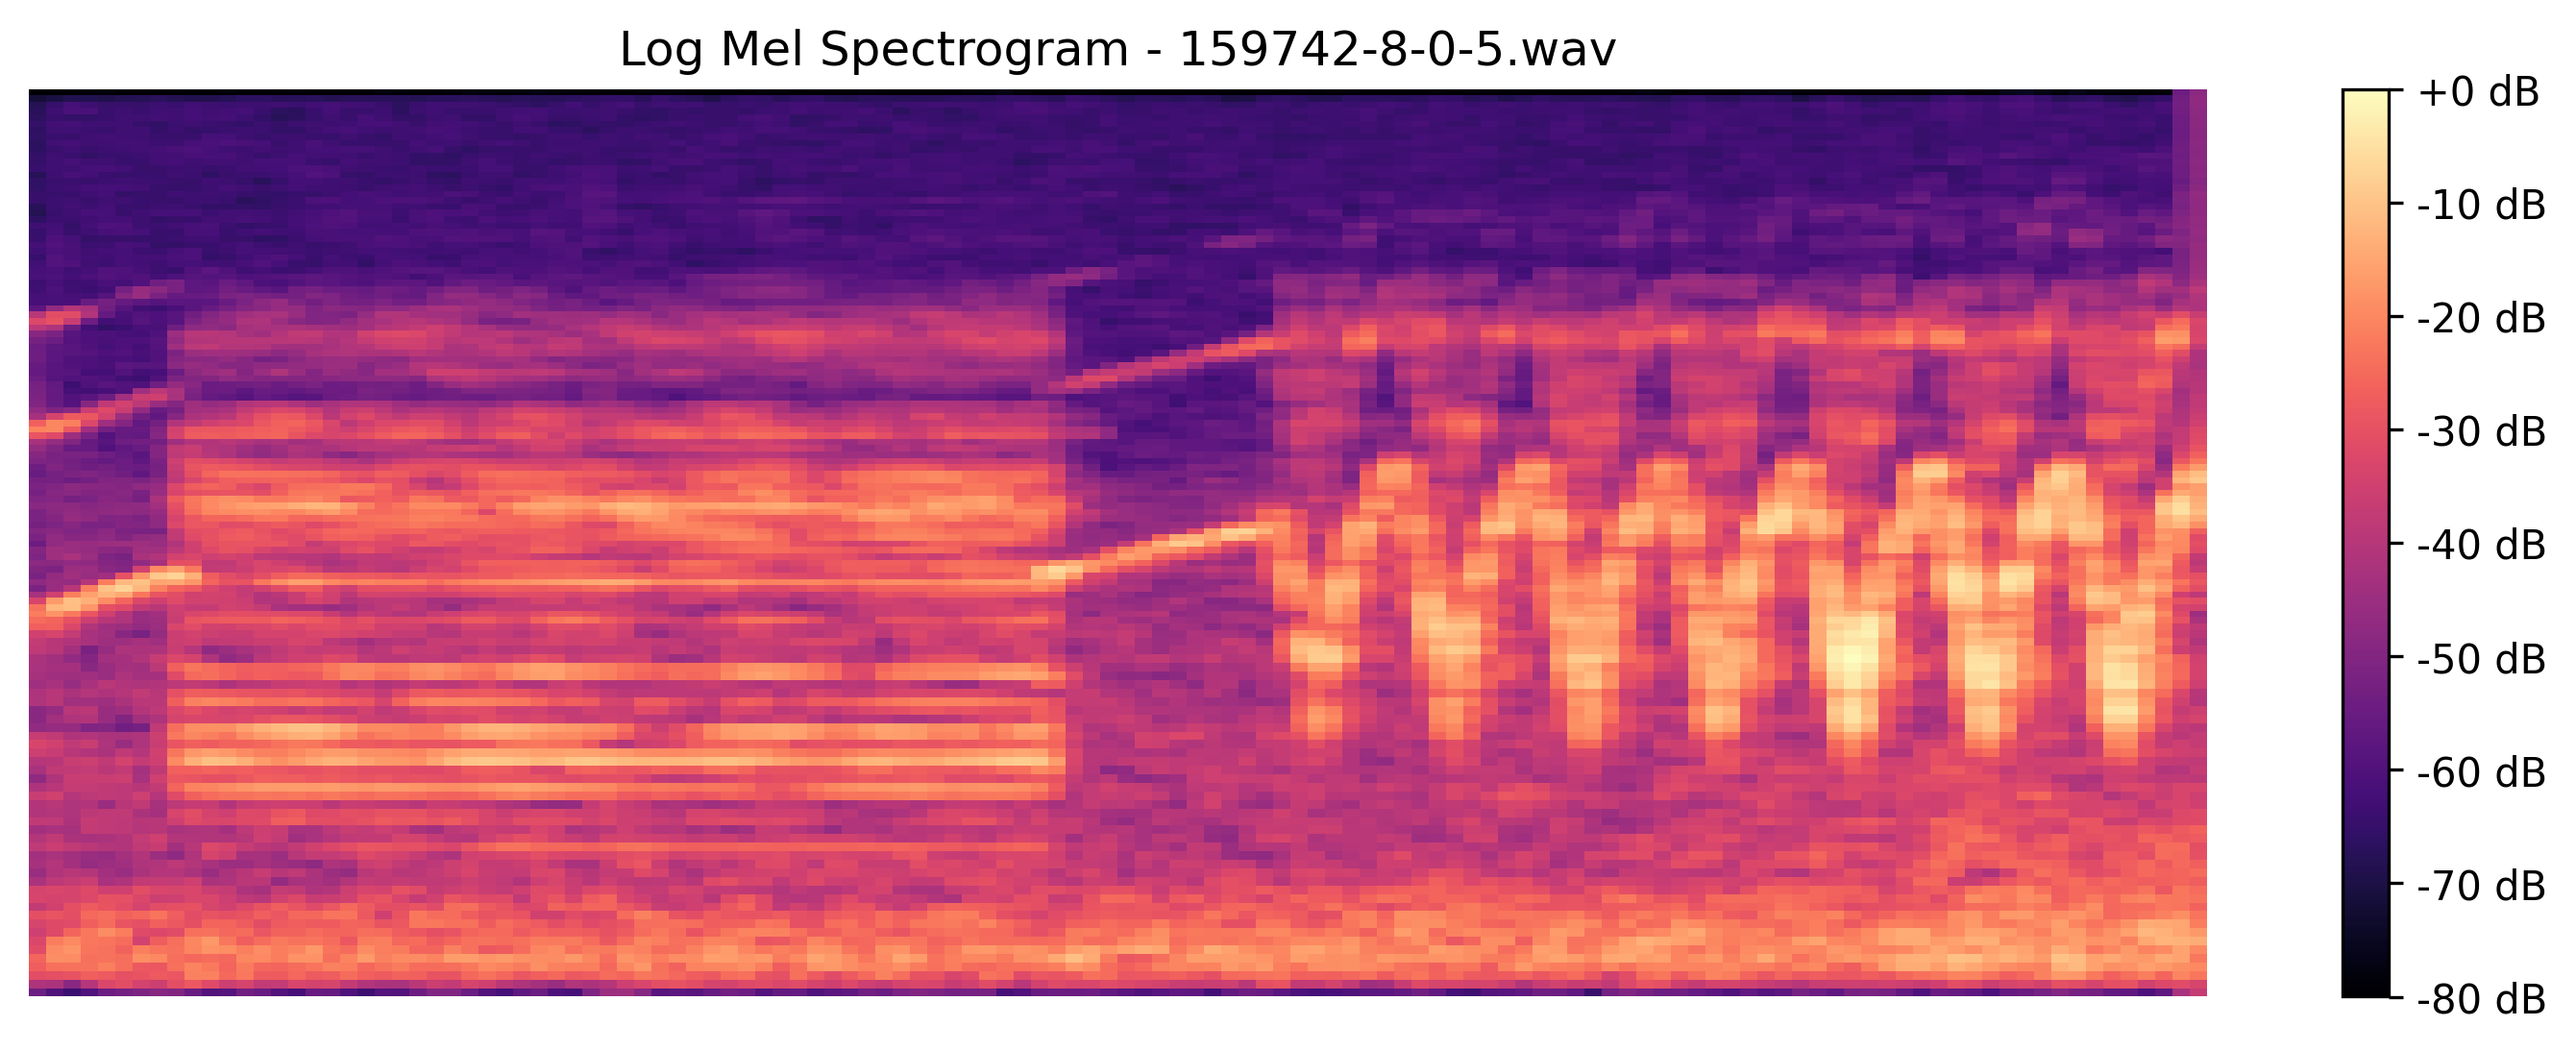 Log Mel Spectrogram - 159742-8-0-5.wav
+0 dB
-10 dB
-20 dB
-30 dB
-40 dB
-50 dB
-60 dB
-70 dB
-80 dB